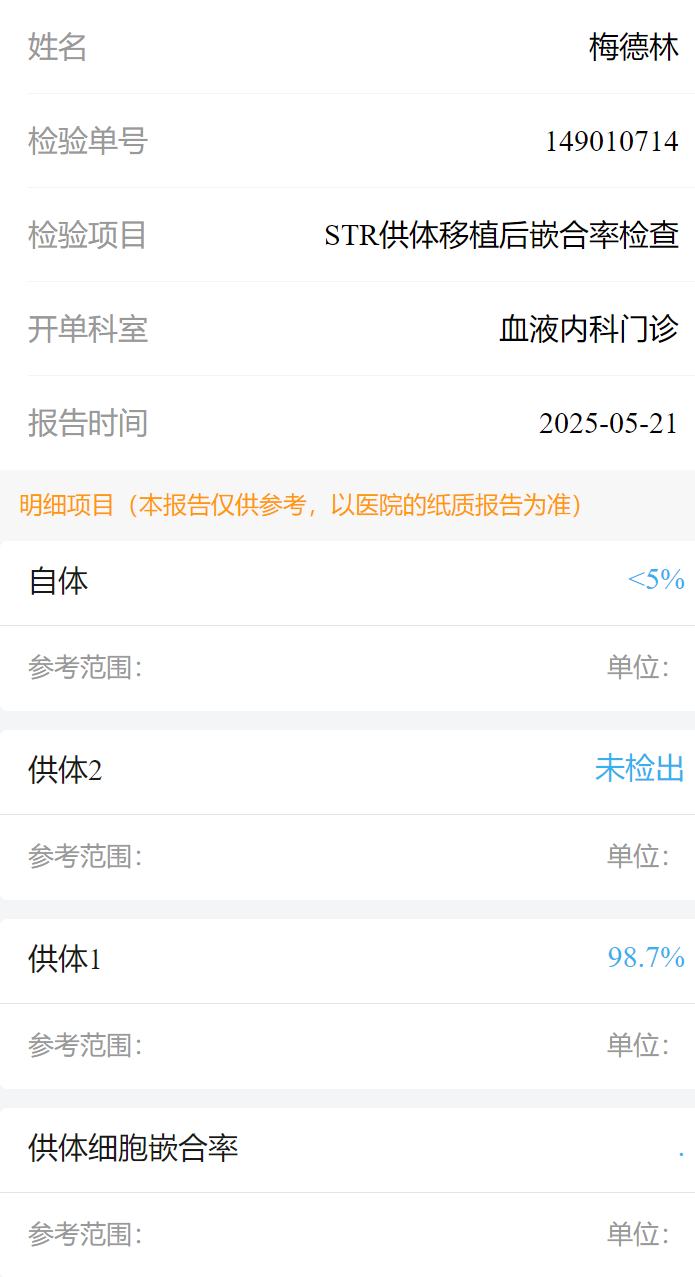 姓名 梅德林
检验单号 149010714
检验项目 STR供体移植后嵌合率检查
开单科室 血液内科门诊
报告时间 2025-05-21
明细项目（本报告仅供参考，以医院的纸质报告为准）
自体 <5%
参考范围： 单位：
供体2 未检出
参考范围： 单位：
供体1 98.7%
参考范围： 单位：
供体细胞嵌合率 .
参考范围： 单位：